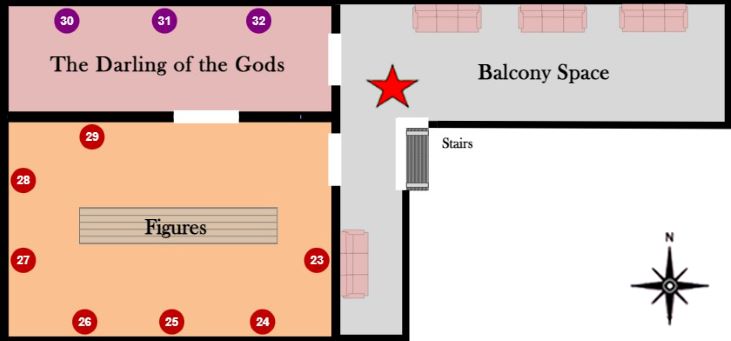 30 31 32
The Darling of the Gods
Balcony Space
29
Stairs
28
Figures
27
23
N
26 25 24